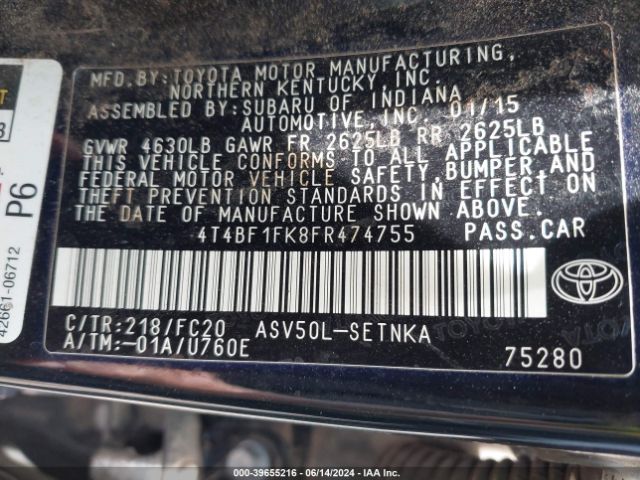 MFD.BY:TOYOTA MOTOR MANUFACTURING,
NORTHERN KENTUCKY,INC.
ASSEMBLED BY:SUBARU OF INDIANA
AUTOMOTIVE,INC. 01/15
GVWR 4630LB GAWR FR 2625LB RR 2625LB
THIS VEHICLE CONFORMS TO ALL APPLICABLE
FEDERAL MOTOR VEHICLE SAFETY,BUMPER,AND
THEFT PREVENTION STANDARDS IN EFFECT ON
THE DATE OF MANUFACTURE SHOWN ABOVE.
4T4BF1FK8FR474755 PASS.CAR
C/TR:218/FC20 ASV50L-SETNKA
A/TM:-01A/U760E 75280
TOYOTA
P6
42661-06712
000-39655216 - 06/14/2024 - IAA Inc.